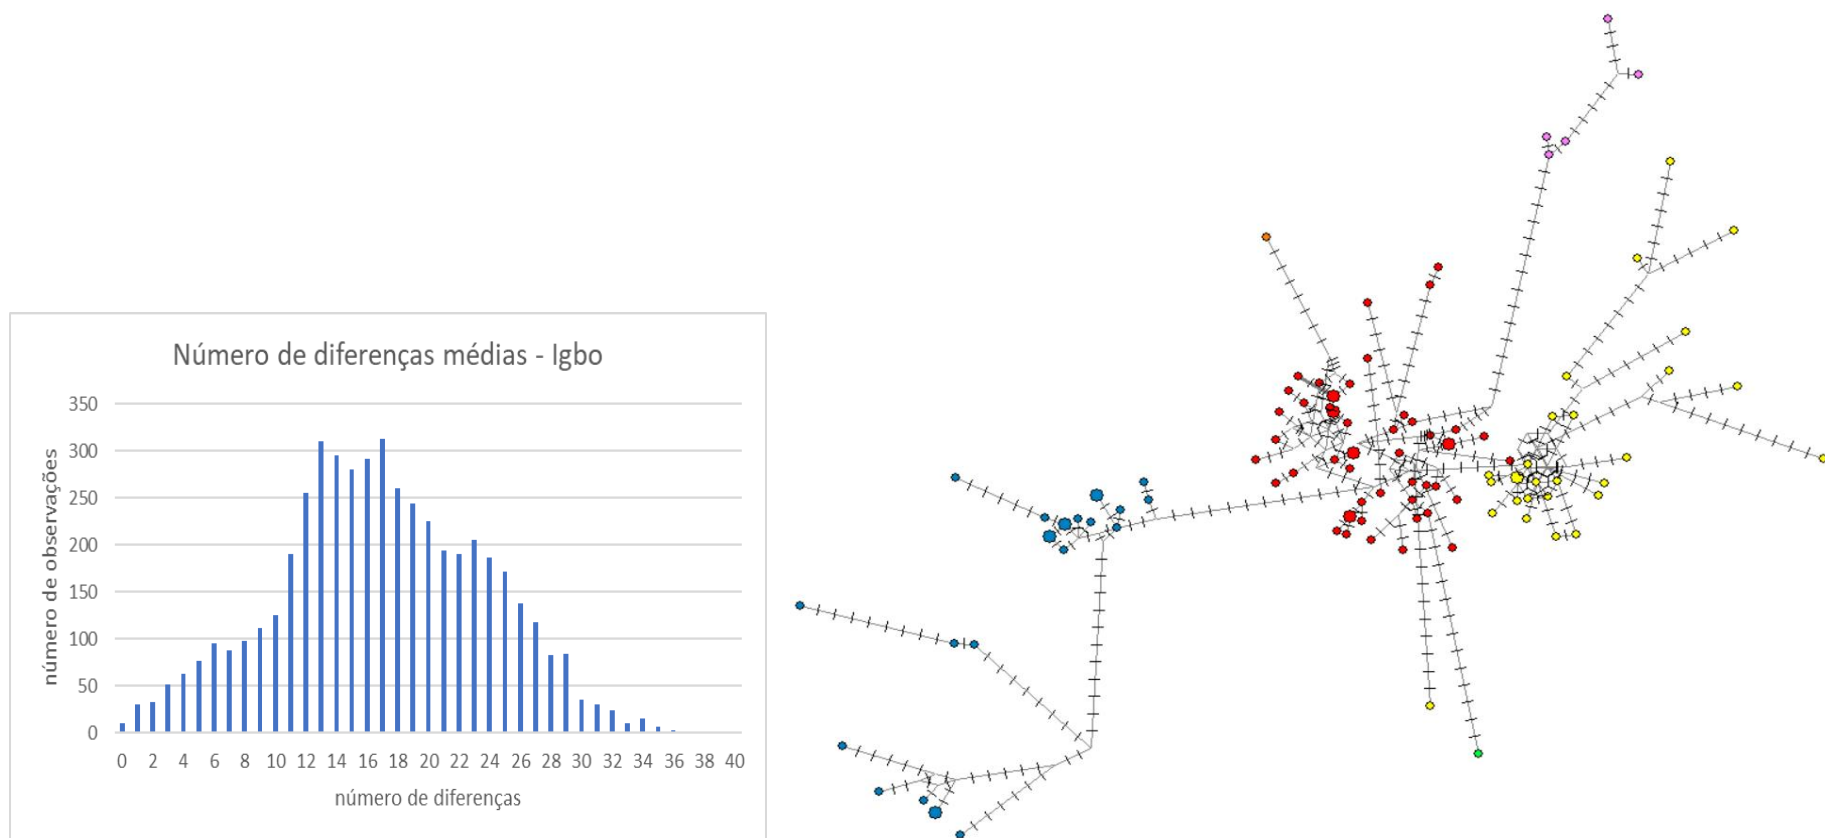 Número de diferenças médias - Igbo
350
300
250
200
150
100
50
0
número de observações
0 2 4 6 8 10 12 14 16 18 20 22 24 26 28 30 32 34 36 38 40
número de diferenças